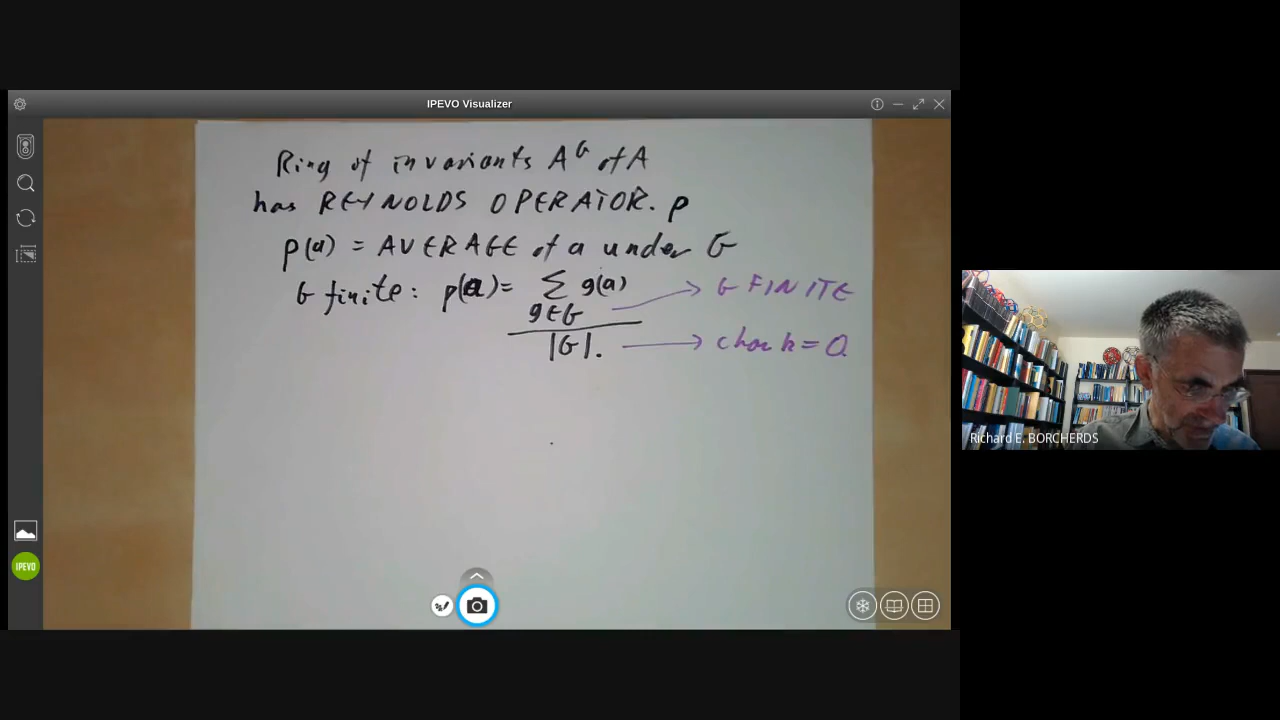 IPEVO Visualizer
Ring of invariants A^G of A
has REYNOLDS OPERATOR. ρ
ρ(a) = AVERAGE of a under G
G finite: ρ(a) = Σ g(a) → G FINITE
g∈G
|G|. → char k = 0.
Richard E. BORCHERDS
IPEVO